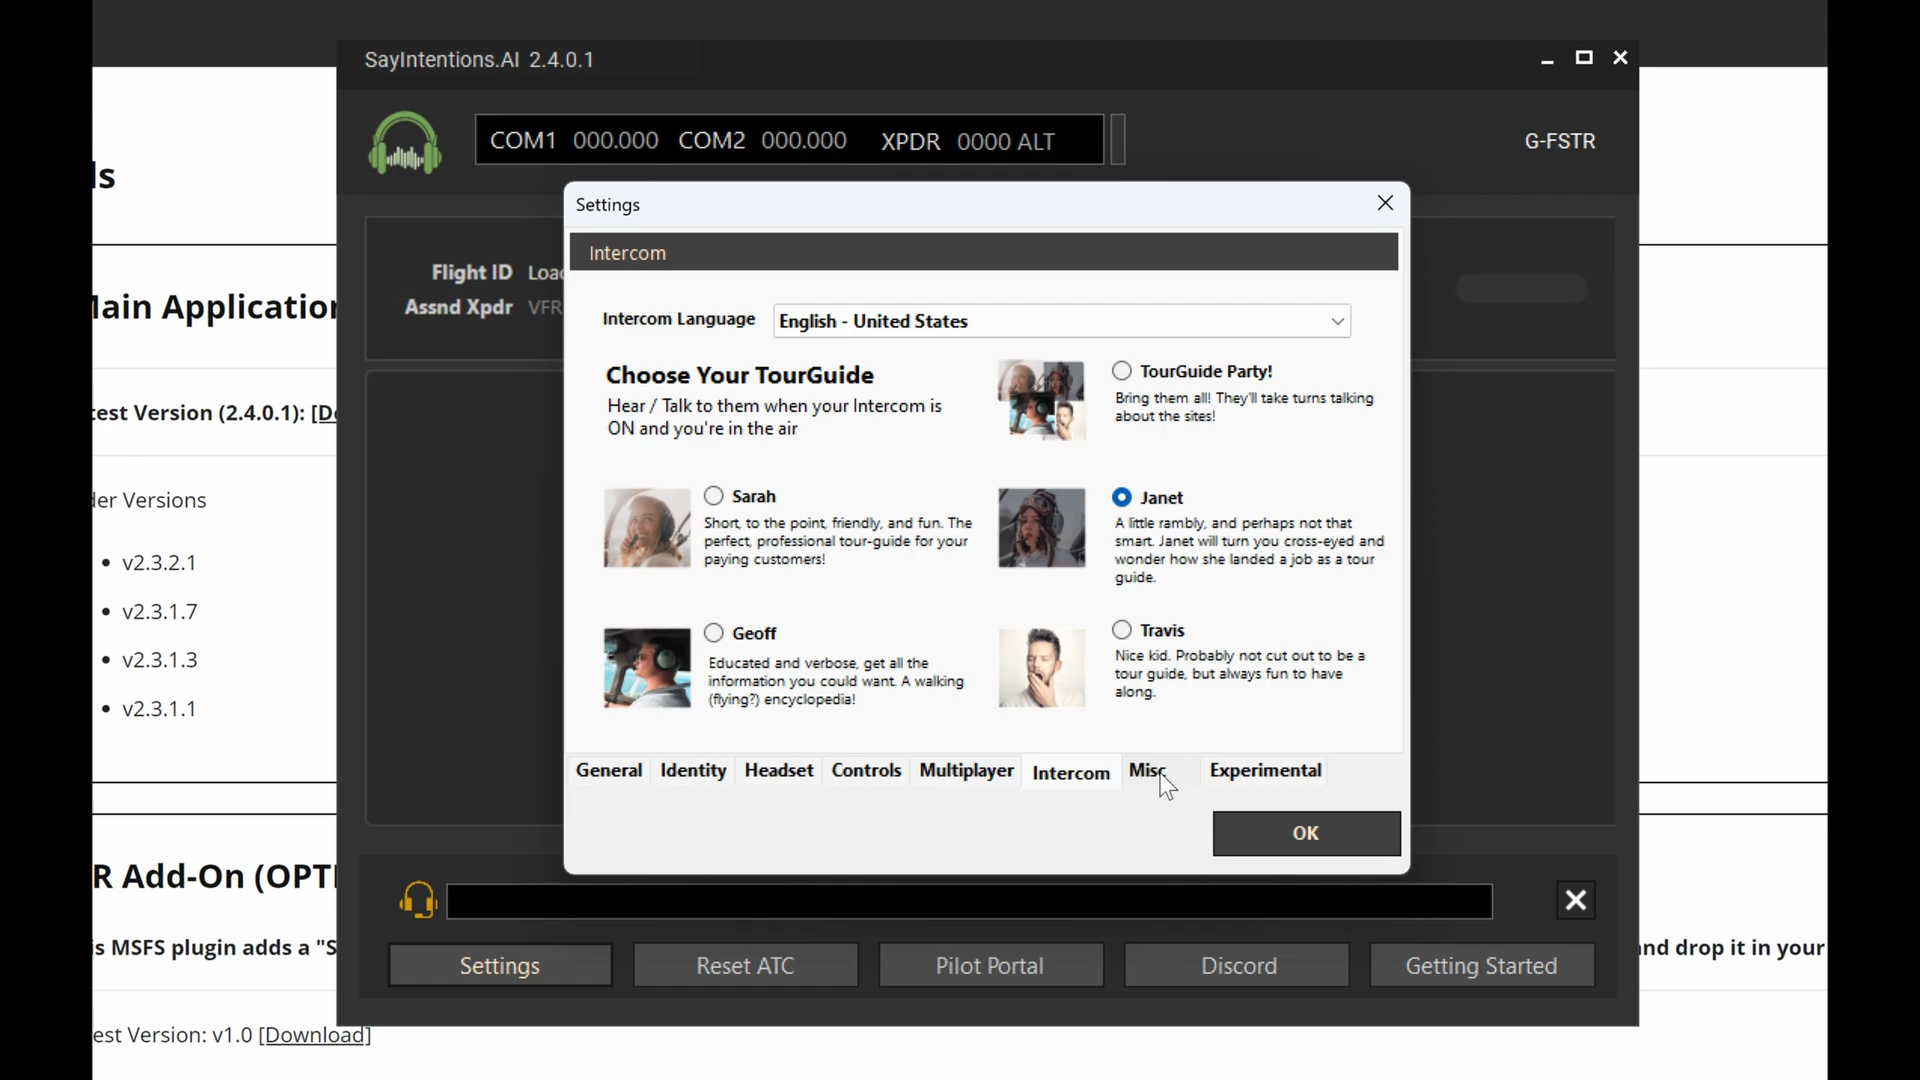 SayIntentions.AI 2.4.0.1
COM1 000.000 COM2 000.000 XPDR 0000 ALT
G-FSTR
ls
Settings
Intercom
Flight ID Loa
Assnd Xpdr VFR
Main Application
Intercom Language English - United States
Choose Your TourGuide
Hear / Talk to them when your Intercom is
ON and you're in the air
TourGuide Party!
Bring them all! They'll take turns talking
about the sites!
test Version (2.4.0.1): [D
der Versions
Sarah
Short, to the point, friendly, and fun. The
perfect, professional tour-guide for your
paying customers!
Janet
A little rambly, and perhaps not that
smart. Janet will turn you cross-eyed and
wonder how she landed a job as a tour
guide.
• v2.3.2.1
• v2.3.1.7
• v2.3.1.3
• v2.3.1.1
Geoff
Educated and verbose, get all the
information you could want. A walking
(flying?) encyclopedia!
Travis
Nice kid. Probably not cut out to be a
tour guide, but always fun to have
along.
General Identity Headset Controls Multiplayer Intercom Misc Experimental
OK
R Add-On (OPTI
is MSFS plugin adds a "S
nd drop it in your
Settings Reset ATC Pilot Portal Discord Getting Started
est Version: v1.0 [Download]